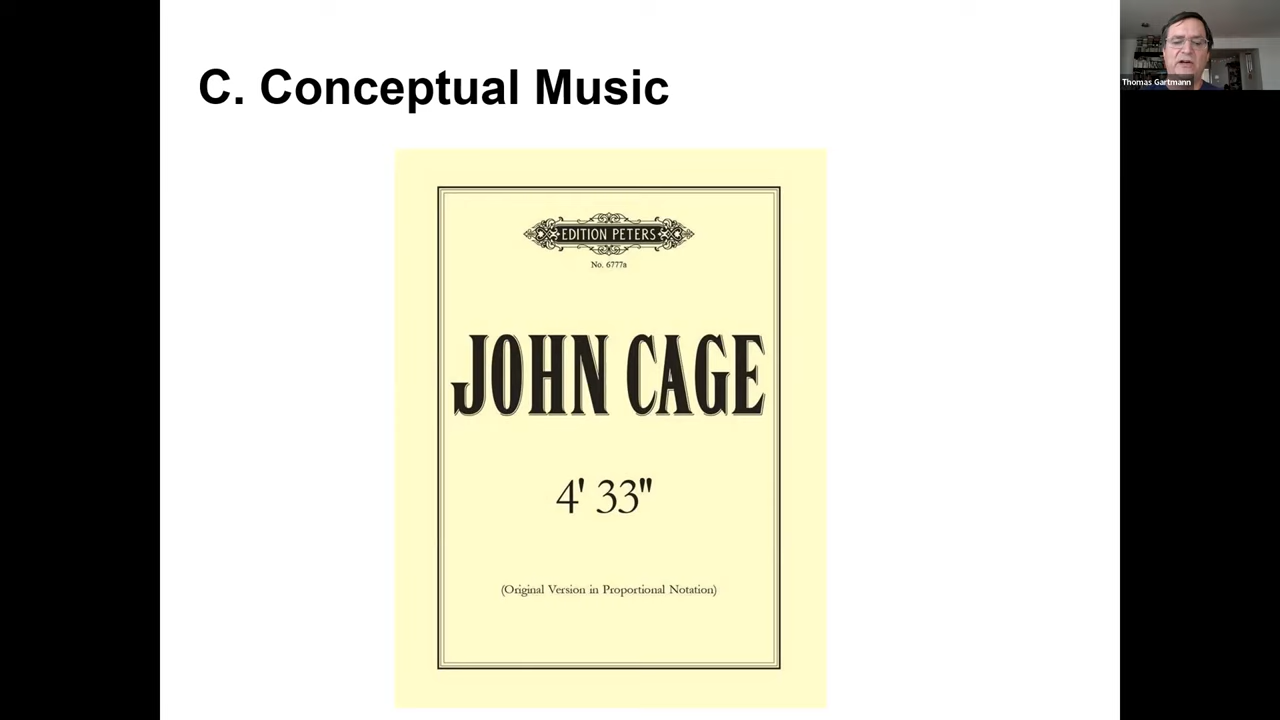 C. Conceptual Music
Thomas Gartmann
EDITION PETERS
No. 6777a
JOHN CAGE
4' 33"
(Original Version in Proportional Notation)